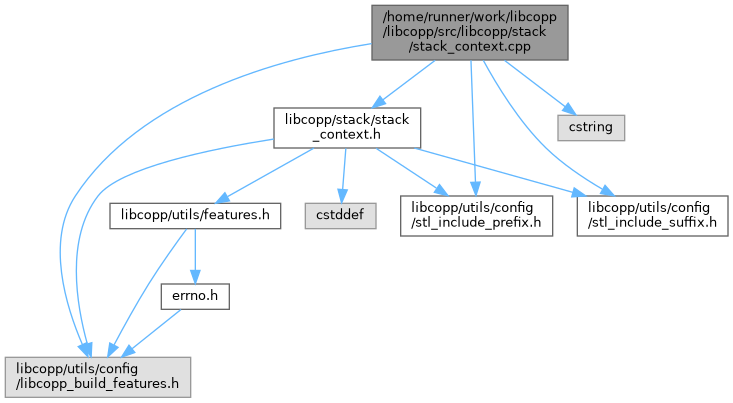 /home/runner/work/libcopp
/libcopp/src/libcopp/stack
/stack_context.cpp
libcopp/stack/stack
_context.h
cstring
libcopp/utils/features.h
cstddef
libcopp/utils/config
/stl_include_prefix.h
libcopp/utils/config
/stl_include_suffix.h
errno.h
libcopp/utils/config
/libcopp_build_features.h